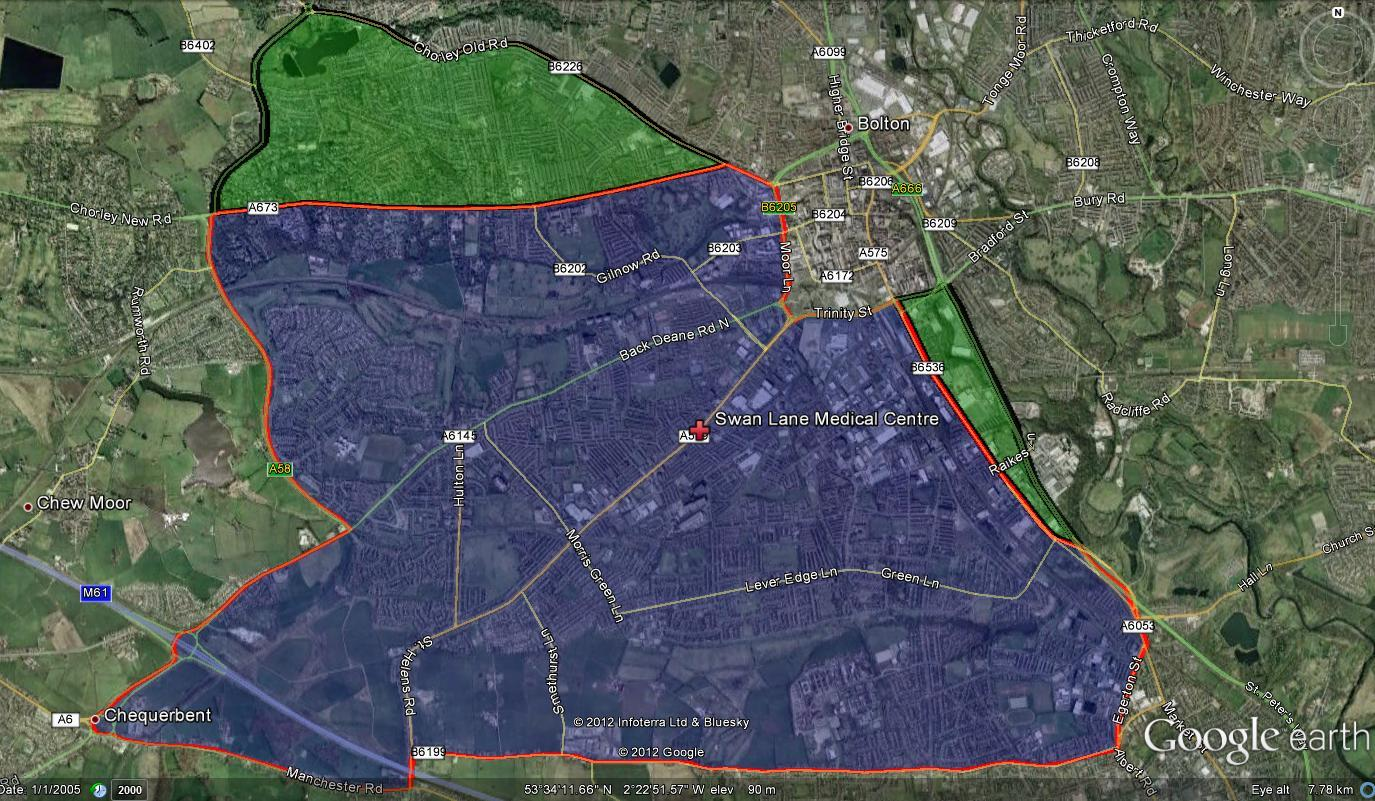 B6402
Chorley Old Rd
B6226
A6099
Higher Bridge St
Tonge Moor Rd
Thicketford Rd
Crompton Way
Winchester Way
N
Bolton
B6208
B6206
A666
Bury Rd
Chorley New Rd
A673
B6205
B6204
B6209
Bradford St
Long Ln
B6202
Gilnow Rd
B6203
Moor Ln
A575
A6172
Rumworth Rd
Trinity St
Back Deane Rd N
B6536
Radcliffe Rd
Swan Lane Medical Centre
A6145
Hulton Ln
A58
Raikes Ln
Chew Moor
Morris Green Ln
Lever Edge Ln
Green Ln
Church S
Hall Ln
M61
A6053
St Helens Rd
Smethurst Ln
Egerton St
St. Peter's Way
A6
Chequerbent
Market
© 2012 Infoterra Ltd & Bluesky
© 2012 Google
B6199
Albert Rd
Google earth
Manchester Rd
Date: 1/1/2005
2000
53°34'11.66" N 2°22'51.57" W elev 90 m
Eye alt 7.78 km